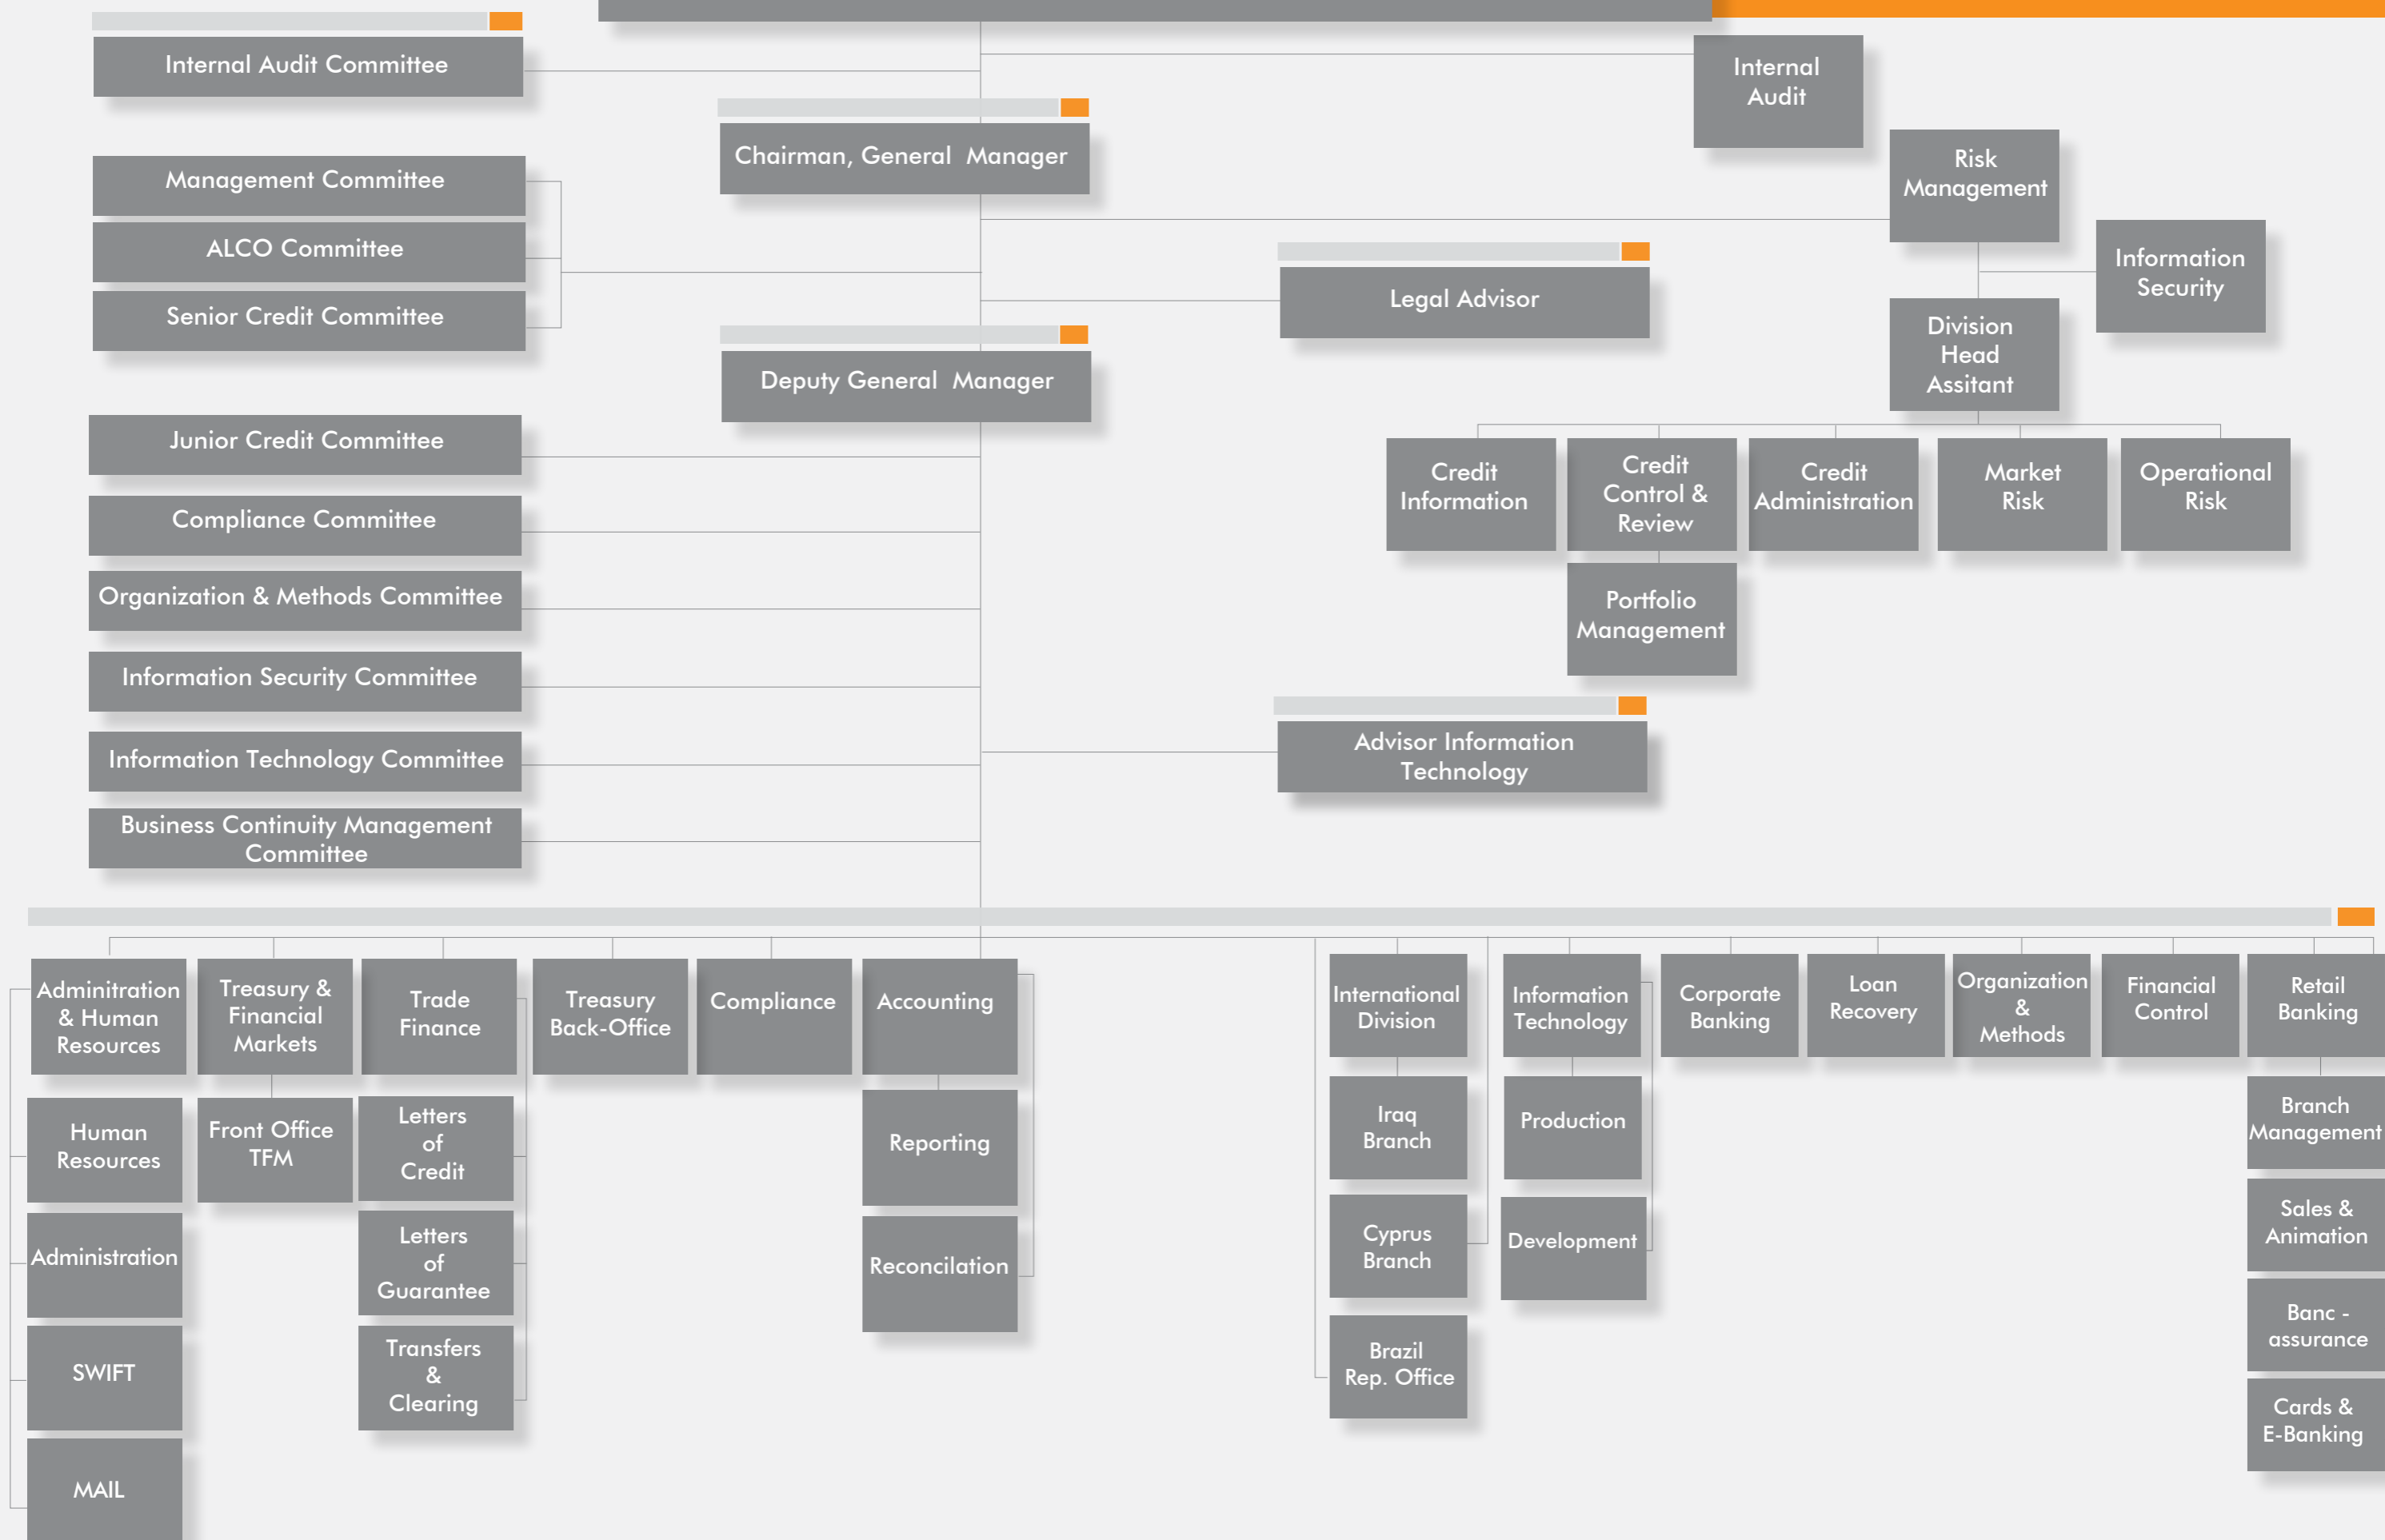 Internal Audit Committee
Internal
Audit
Chairman, General  Manager
Risk
Management
Management Committee
ALCO Committee
Senior Credit Committee
Information
Security
Legal Advisor
Division
Head
Assitant
Deputy General  Manager
Junior Credit Committee
Compliance Committee
Organization & Methods Committee
Information Security Committee
Information Technology Committee
Business Continuity Management
Committee
Credit
Information
Credit
Control &
Review
Credit
Administration
Market
Risk
Operational
Risk
Portfolio
Management
Advisor Information
Technology
Adminitration
& Human
Resources
Treasury &
Financial
Markets
Trade
Finance
Treasury
Back-Office
Compliance
Accounting
International
Division
Information
Technology
Corporate
Banking
Loan
Recovery
Organization
&
Methods
Financial
Control
Retail
Banking
Human
Resources
Administration
SWIFT
MAIL
Front Office
TFM
Letters
of
Credit
Letters
of
Guarantee
Transfers
&
Clearing
Reporting
Reconcilation
Iraq
Branch
Cyprus
Branch
Brazil
Rep. Office
Production
Development
Branch
Management
Sales &
Animation
Banc -
assurance
Cards &
E-Banking